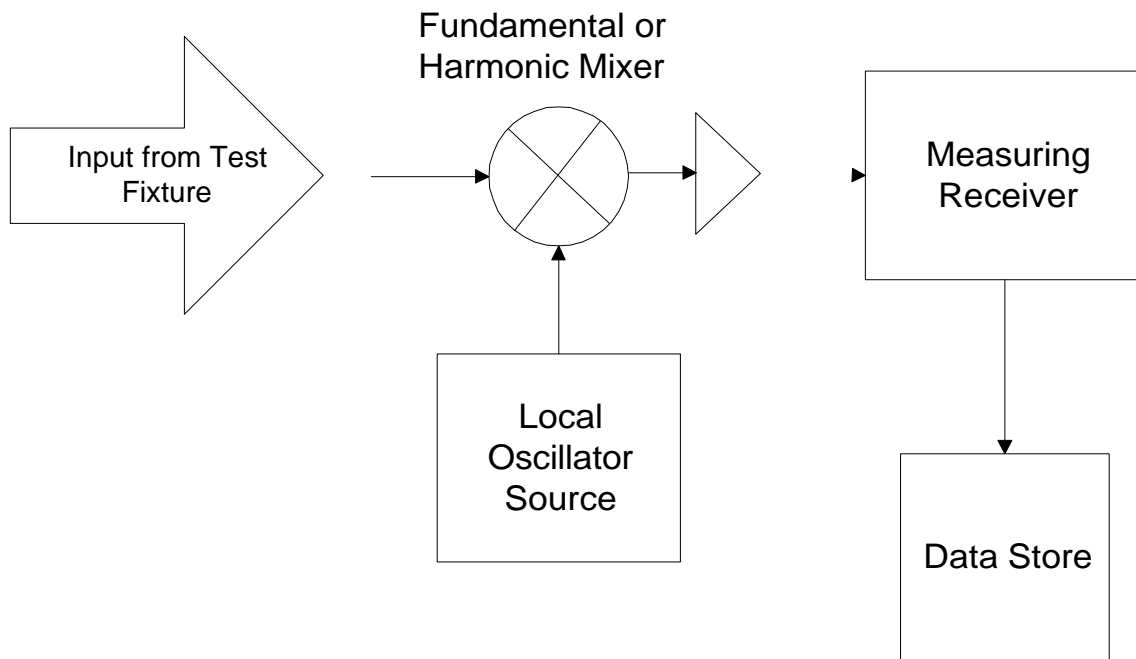 Fundamental or
Harmonic Mixer
Input from Test
Fixture
Measuring
Receiver
Local
Oscillator
Source
Data Store